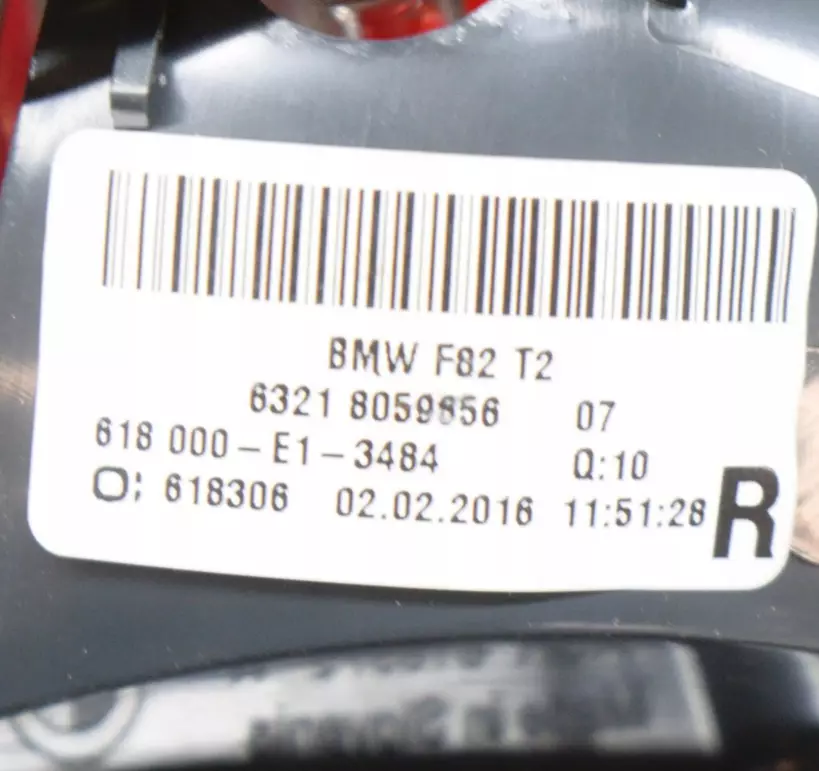 BMW F82 T2
6321 8059856 07
618 000-E1-3484 Q:10
O: 618306 02.02.2016 11:51:28 R